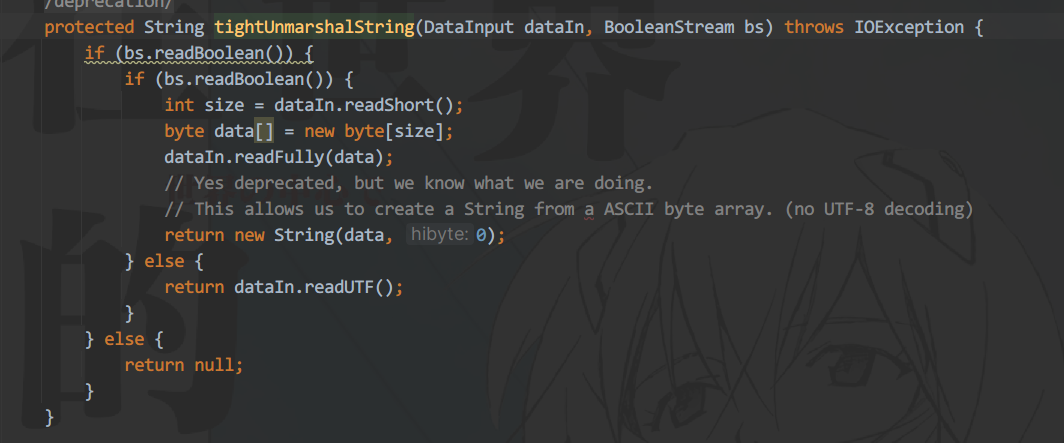 /deprecation/
protected String tightUnmarshalString(DataInput dataIn, BooleanStream bs) throws IOException {
    if (bs.readBoolean()) {
        if (bs.readBoolean()) {
            int size = dataIn.readShort();
            byte data[] = new byte[size];
            dataIn.readFully(data);
            // Yes deprecated, but we know what we are doing.
            // This allows us to create a String from a ASCII byte array. (no UTF-8 decoding)
            return new String(data, hibyte: 0);
        } else {
            return dataIn.readUTF();
        }
    } else {
        return null;
    }
}
的
界